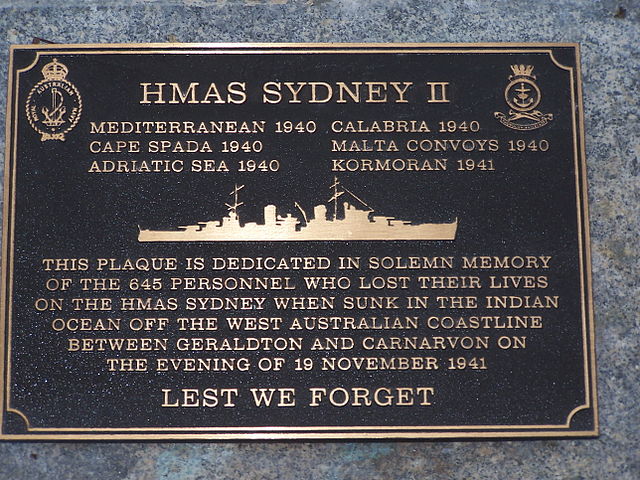 HMAS SYDNEY II
MEDITERRANEAN 1940 CALABRIA 1940
CAPE SPADA 1940 MALTA CONVOYS 1940
ADRIATIC SEA 1940 KORMORAN 1941
THIS PLAQUE IS DEDICATED IN SOLEMN MEMORY
OF THE 645 PERSONNEL WHO LOST THEIR LIVES
ON THE HMAS SYDNEY WHEN SUNK IN THE INDIAN
OCEAN OFF THE WEST AUSTRALIAN COASTLINE
BETWEEN GERALDTON AND CARNARVON ON
THE EVENING OF 19 NOVEMBER 1941
LEST WE FORGET
ROYAL AUSTRALIAN NAVY